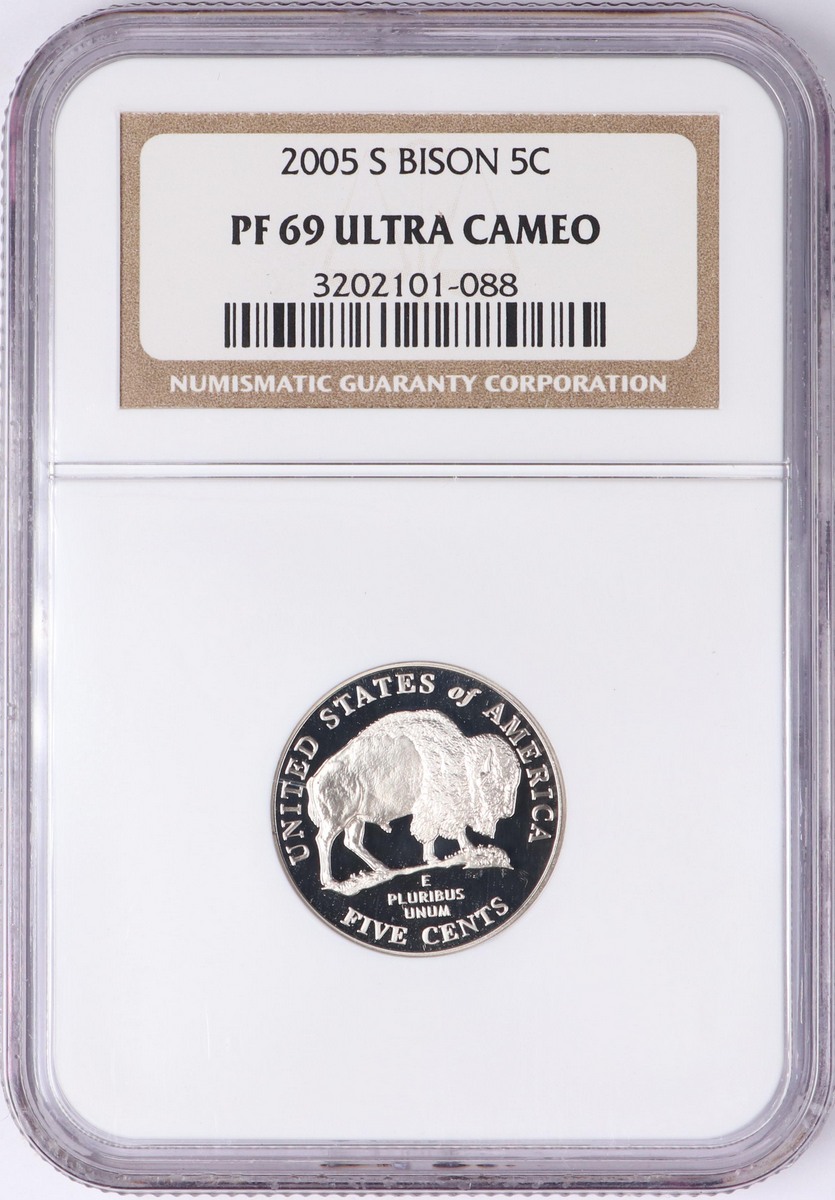 2005 S BISON 5C
PF 69 ULTRA CAMEO
3202101-088
NUMISMATIC GUARANTY CORPORATION
UNITED STATES of AMERICA
E
PLURIBUS
UNUM
FIVE CENTS